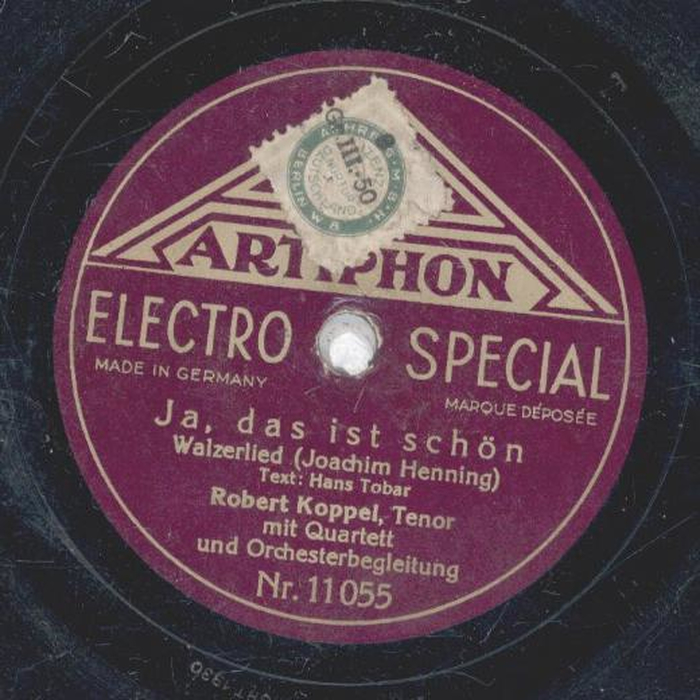 III.-50
BERLIN W 8
ARTIPHON
ELECTRO SPECIAL
MADE IN GERMANY
MARQUE DÉPOSÉE
Ja, das ist schön
Walzerlied (Joachim Henning)
Text: Hans Tobar
Robert Koppel, Tenor
mit Quartett
und Orchesterbegleitung
Nr. 11055